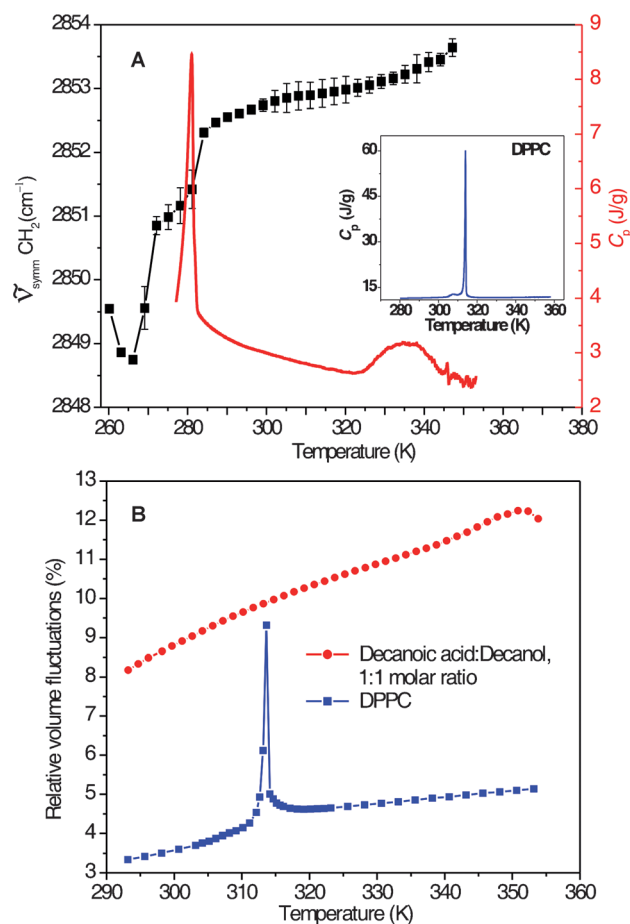 A
2854
2853
2852
2851
2850
2849
2848
ṽsymm CH2(cm−1)
9
8
7
6
5
4
3
2
Cp (J/g)
DPPC
60
45
30
15
Cp (J/g)
280 300 320 340 360
Temperature (K)
260 280 300 320 340 360 380
Temperature (K)
B
13
12
11
10
9
8
7
6
5
4
3
Relative volume fluctuations (%)
Decanoic acid:Decanol,
1:1 molar ratio
DPPC
290 300 310 320 330 340 350 360
Temperature (K)